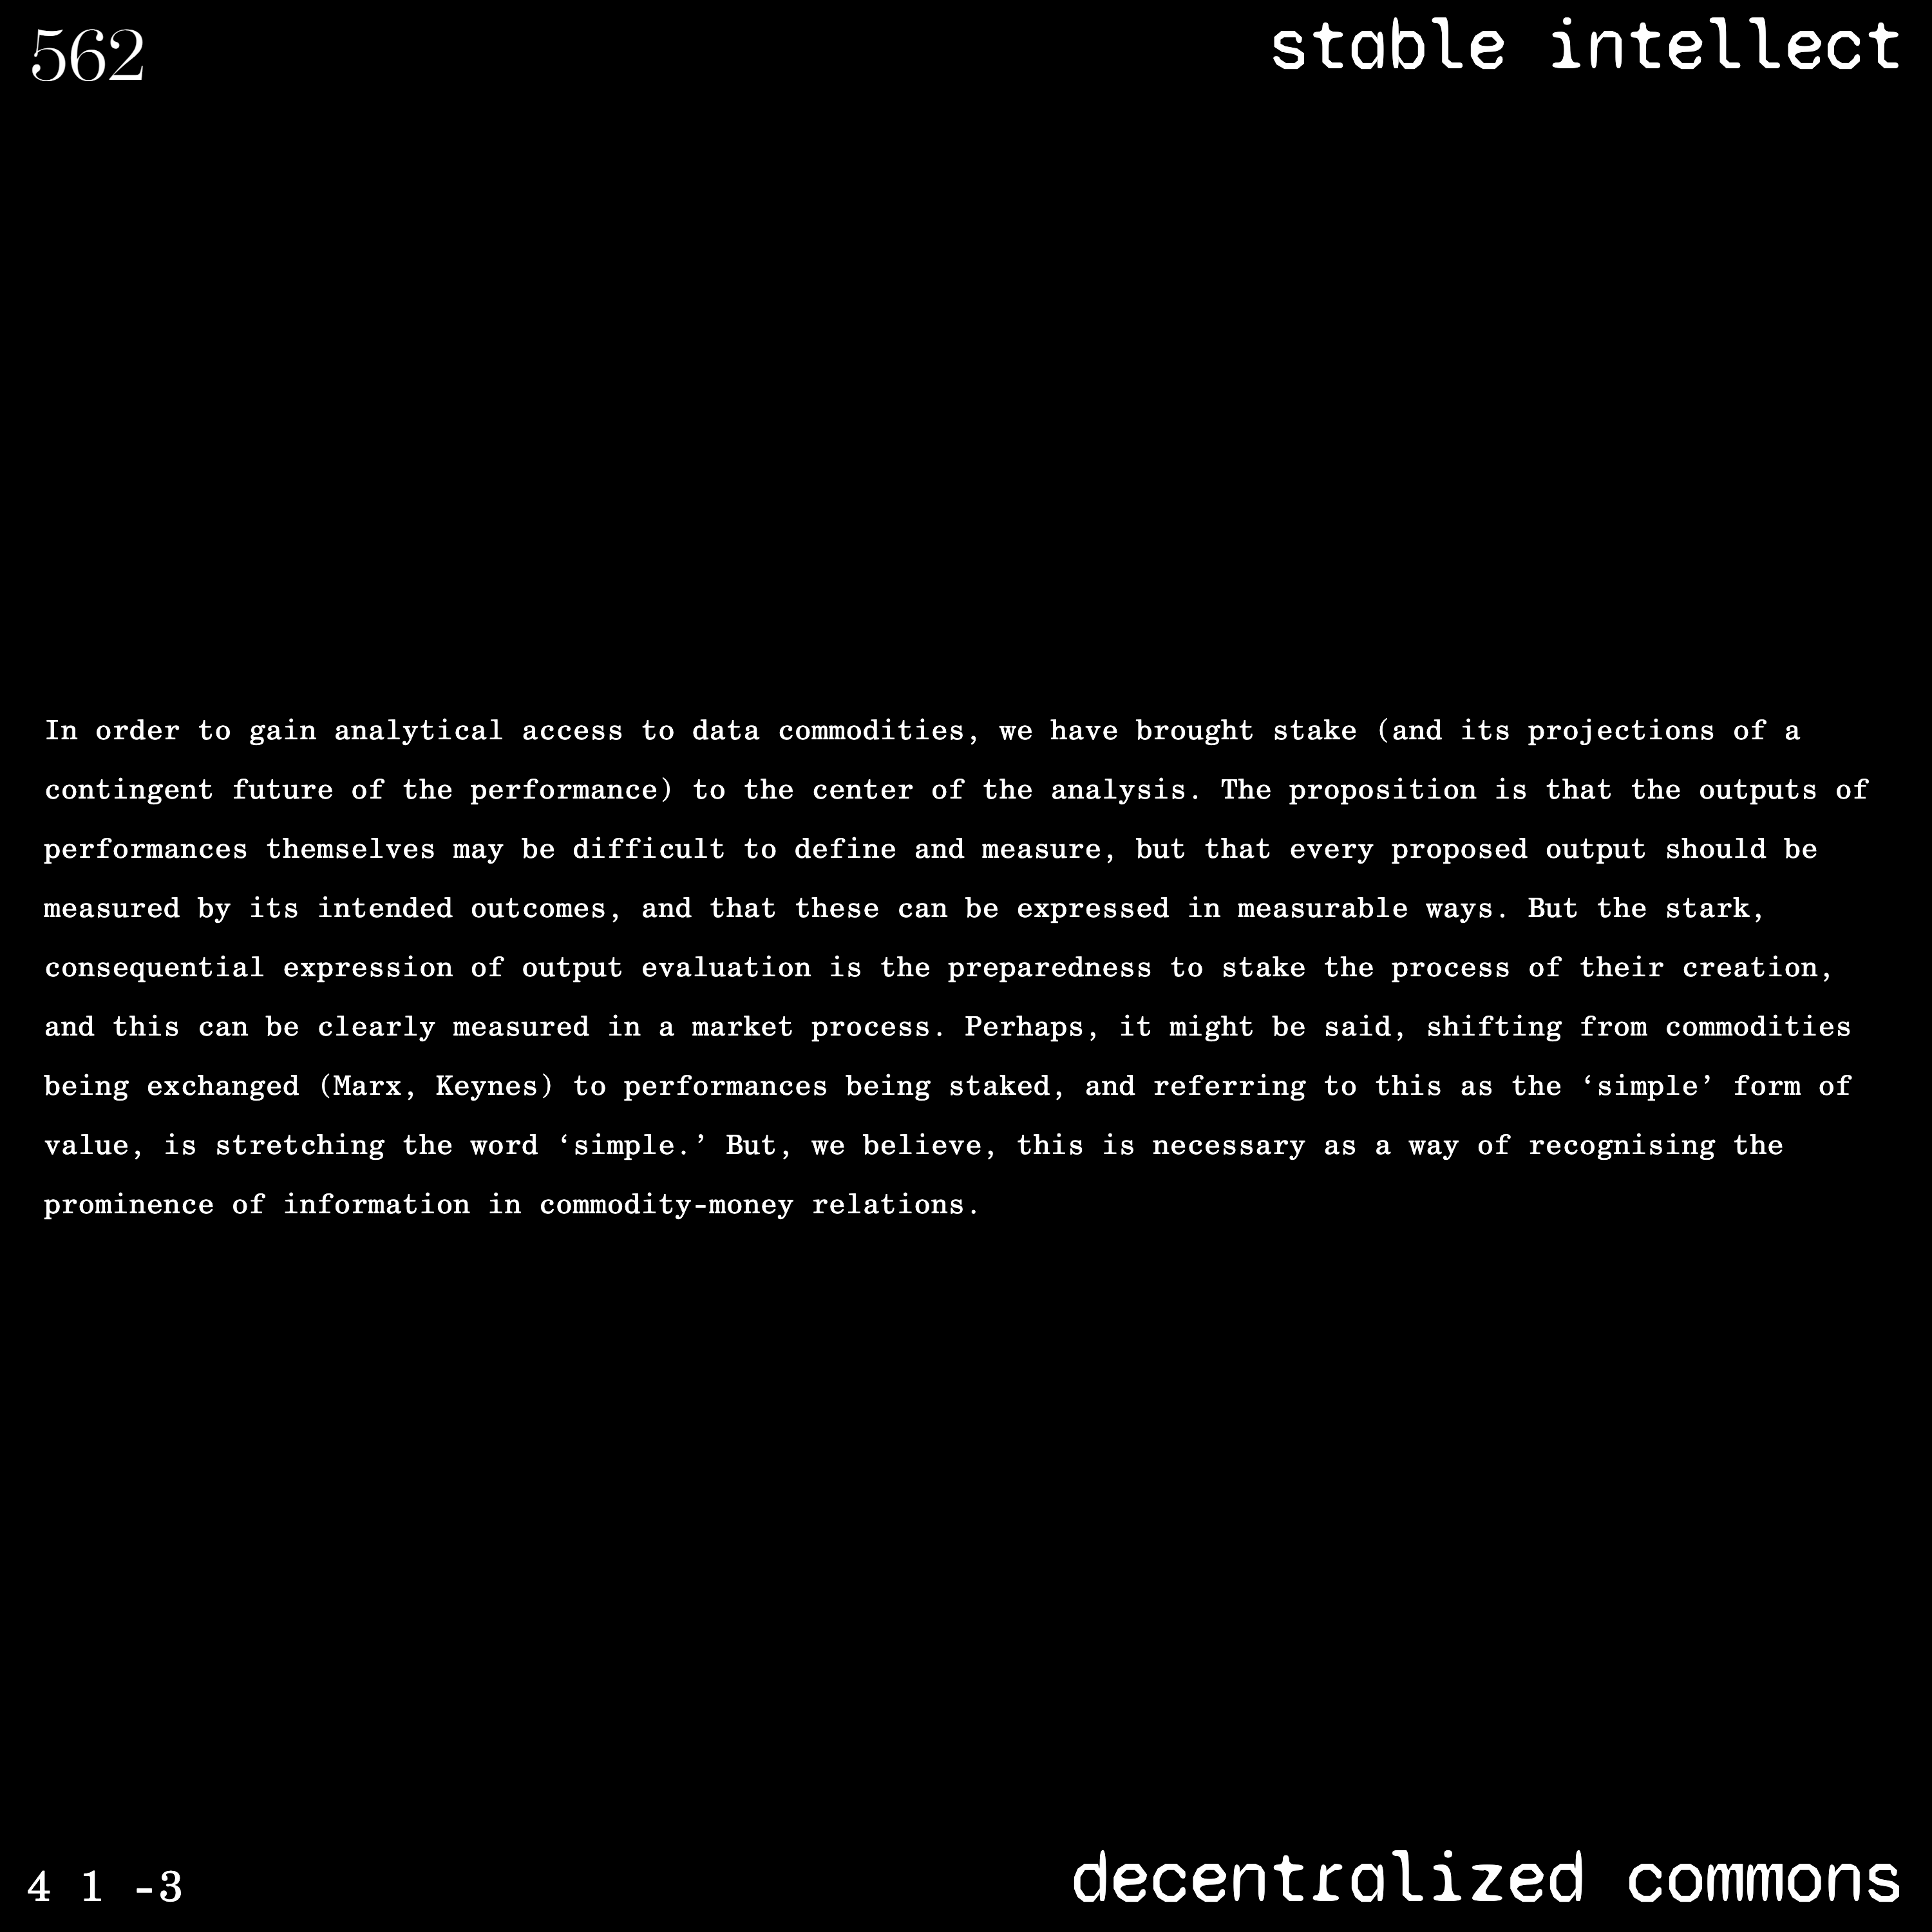 562
stable intellect
In order to gain analytical access to data commodities, we have brought stake (and its projections of a
contingent future of the performance) to the center of the analysis. The proposition is that the outputs of
performances themselves may be difficult to define and measure, but that every proposed output should be
measured by its intended outcomes, and that these can be expressed in measurable ways. But the stark,
consequential expression of output evaluation is the preparedness to stake the process of their creation,
and this can be clearly measured in a market process. Perhaps, it might be said, shifting from commodities
being exchanged (Marx, Keynes) to performances being staked, and referring to this as the ‘simple’ form of
value, is stretching the word ‘simple.’ But, we believe, this is necessary as a way of recognising the
prominence of information in commodity-money relations.
4 1 -3
decentralized commons